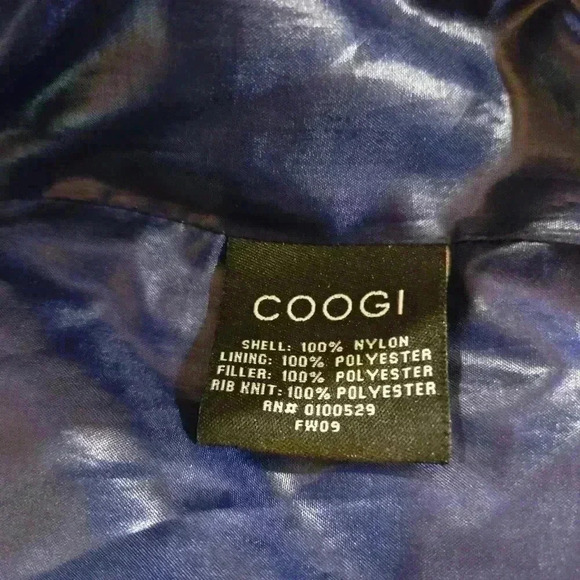 COOGI
SHELL: 100% NYLON
LINING: 100% POLYESTER
FILLER: 100% POLYESTER
RIB KNIT: 100% POLYESTER
RN# 0100529
FW09